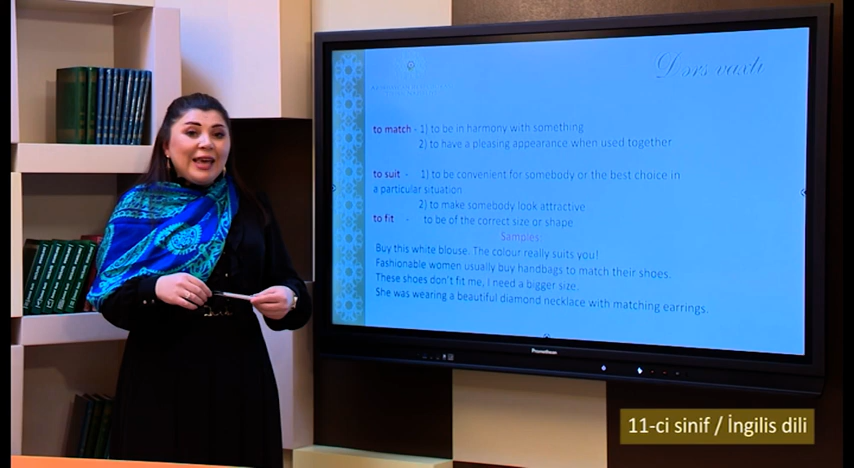 Dərs vaxtı
to match - 1) to be in harmony with something
2) to have a pleasing appearance when used together
to suit - 1) to be convenient for somebody or the best choice in
a particular situation
2) to make somebody look attractive
to fit - to be of the correct size or shape
Samples:
Buy this white blouse. The colour really suits you!
Fashionable women usually buy handbags to match their shoes.
These shoes don't fit me, I need a bigger size.
She was wearing a beautiful diamond necklace with matching earrings.
Promethean
11-ci sinif / İngilis dili